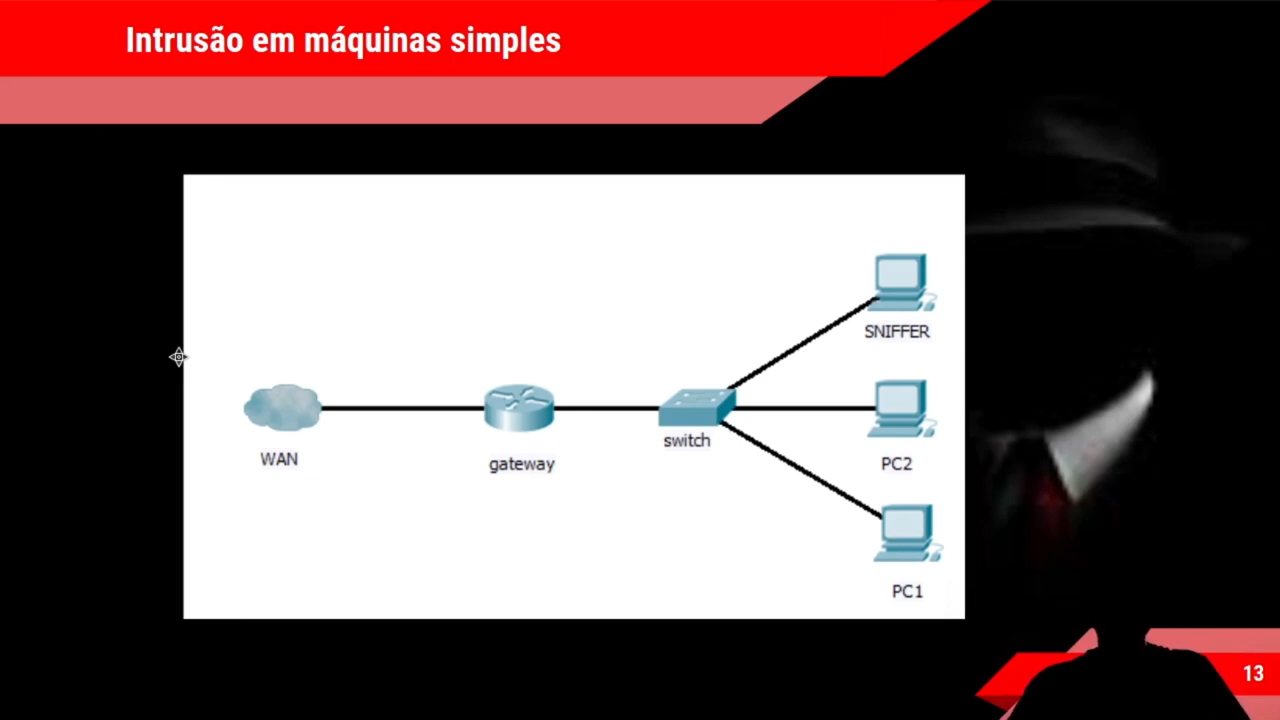 Intrusão em máquinas simples
SNIFFER
switch
WAN
gateway
PC2
PC1
13